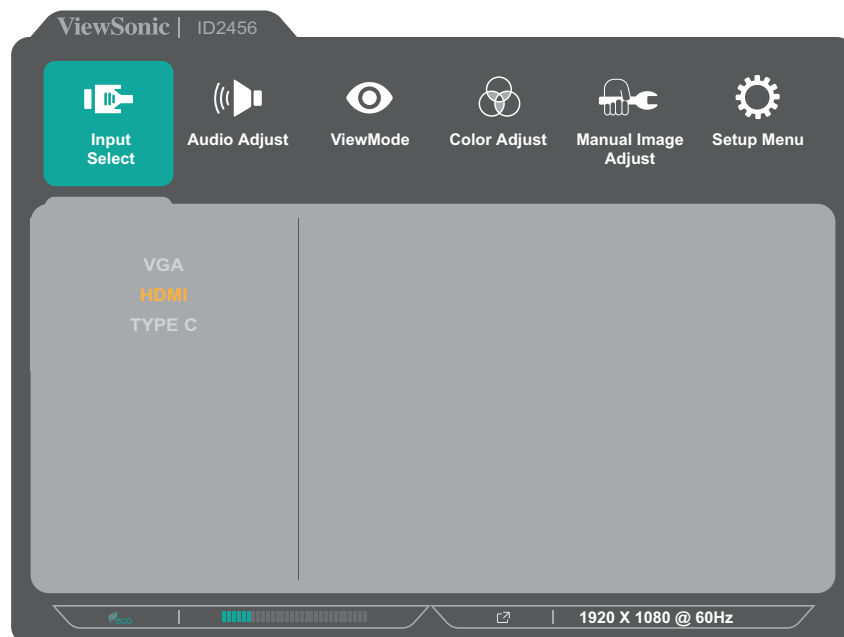 ViewSonic | ID2456
Input Select
Audio Adjust
ViewMode
Color Adjust
Manual Image Adjust
Setup Menu
VGA
HDMI
TYPE C
eco
1920 X 1080 @ 60Hz